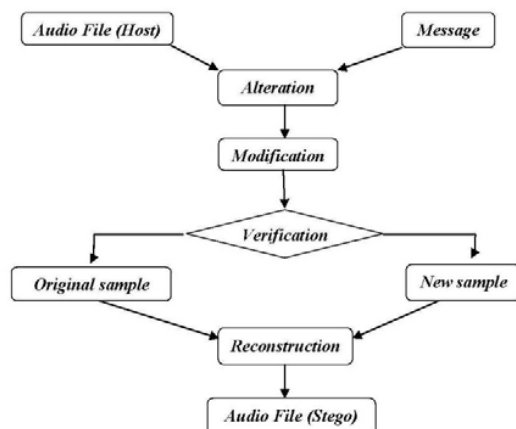 Audio File (Host)
Message
Alteration
Modification
Verification
Original sample
New sample
Reconstruction
Audio File (Stego)